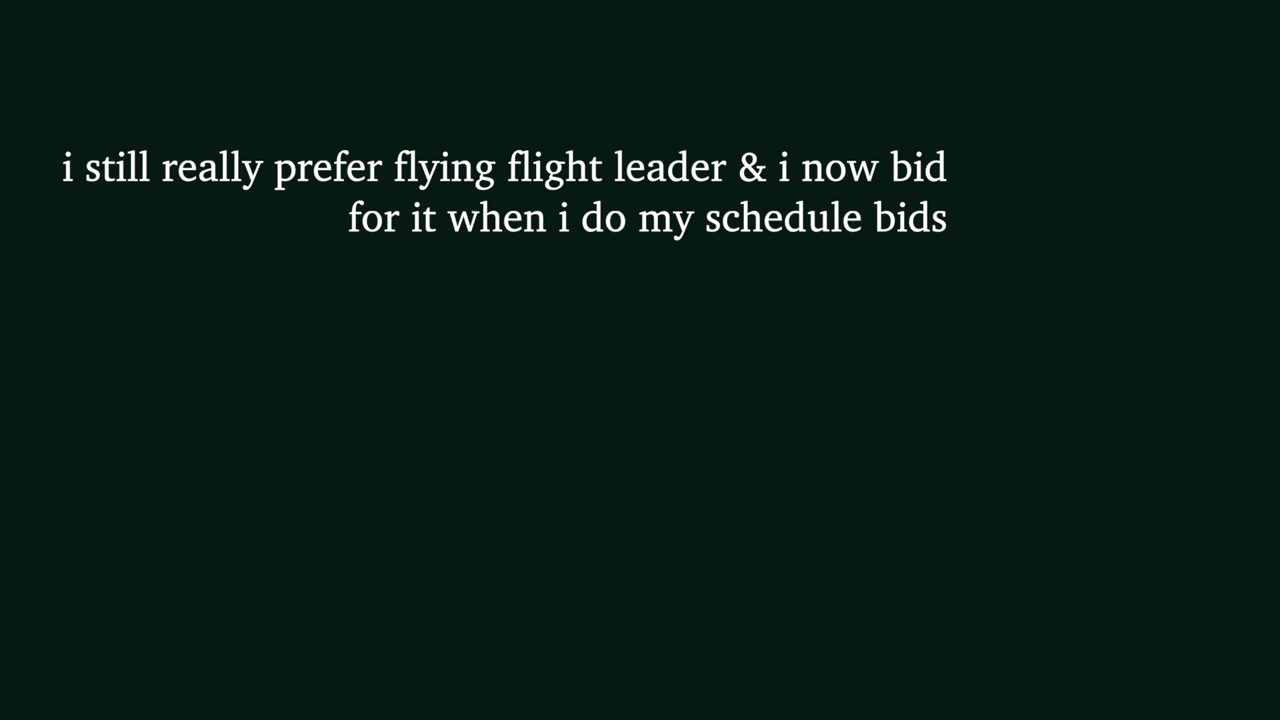 i still really prefer flying flight leader & i now bid
for it when i do my schedule bids